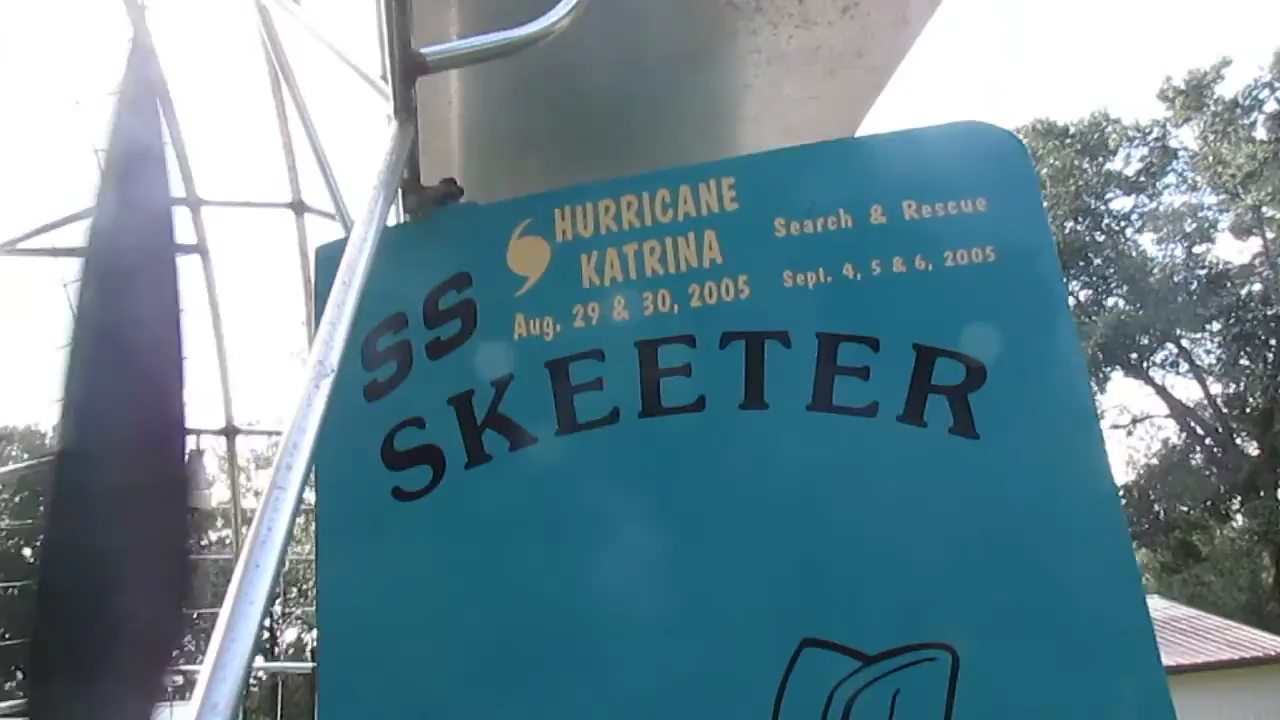 HURRICANE
KATRINA
Aug. 29 & 30, 2005
Search & Rescue
Sept. 4, 5 & 6, 2005
SS
SKEETER